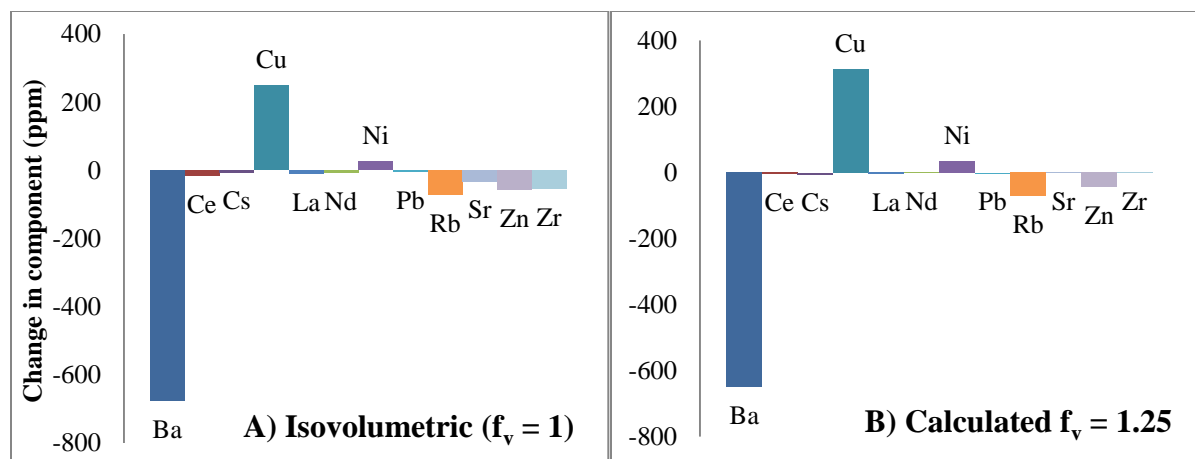 Change in component (ppm)
400
200
0
-200
-400
-600
-800
Cu
Ni
Ce
Cs
La
Nd
Pb
Rb
Sr
Zn
Zr
Ba
A) Isovolumetric (fv = 1)
400
200
0
-200
-400
-600
-800
Cu
Ni
Ce
Cs
La
Nd
Pb
Rb
Sr
Zn
Zr
Ba
B) Calculated fv = 1.25